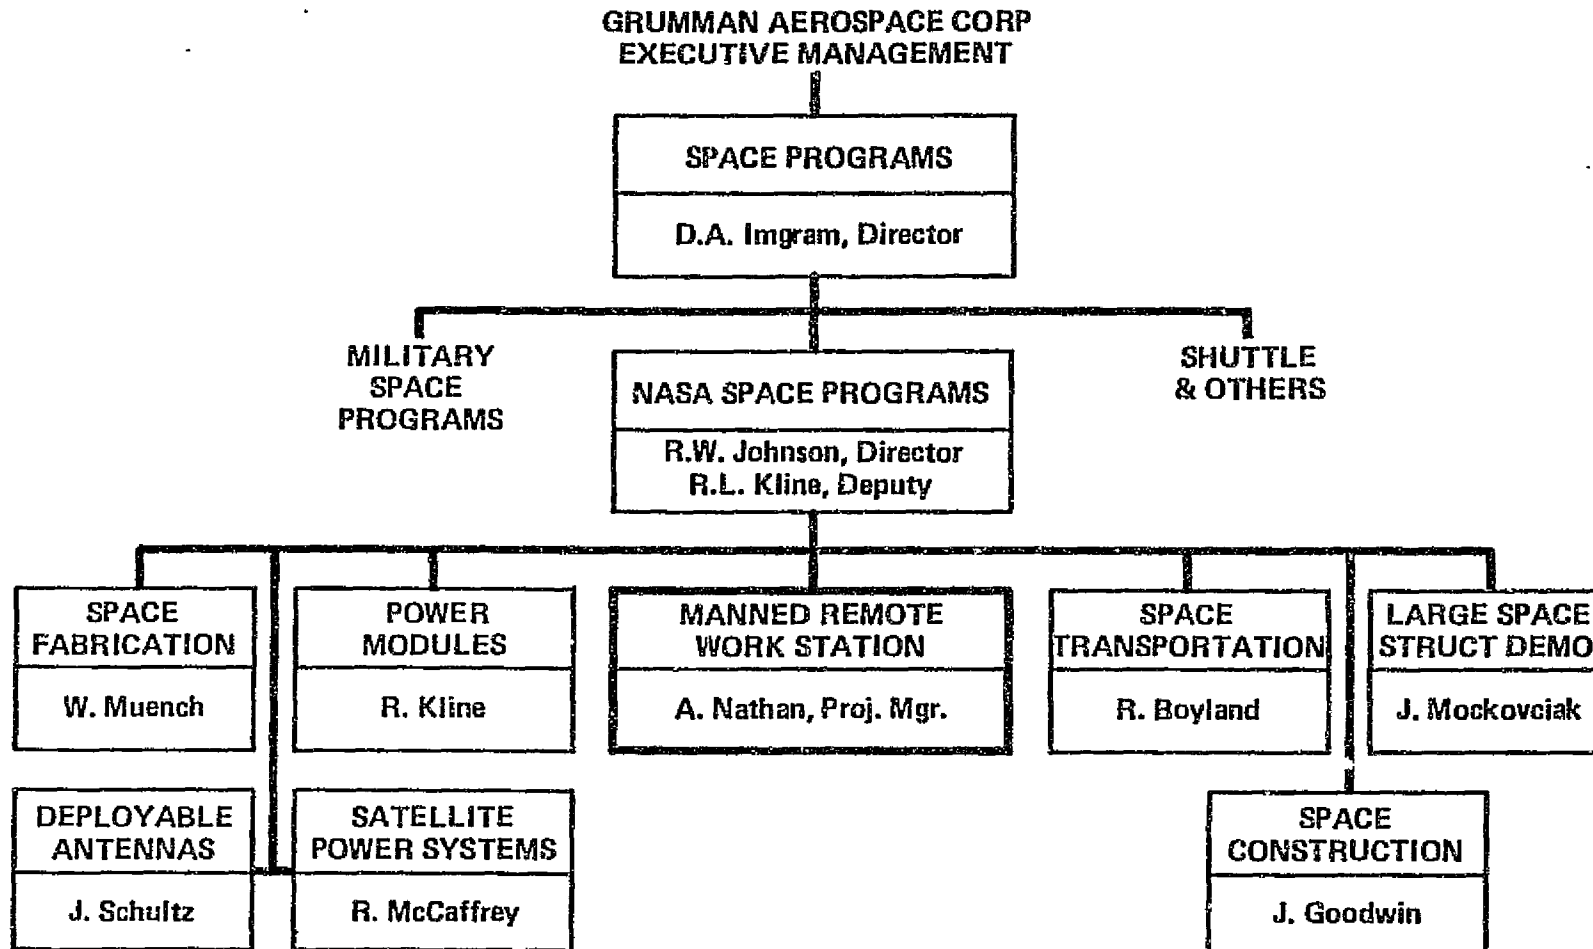 GRUMMAN AEROSPACE CORP
EXECUTIVE MANAGEMENT
SPACE PROGRAMS
D.A. Imgram, Director
MILITARY
SPACE
PROGRAMS
NASA SPACE PROGRAMS
R.W. Johnson, Director
R.L. Kline, Deputy
SHUTTLE
& OTHERS
SPACE
FABRICATION
W. Muench
POWER
MODULES
R. Kline
MANNED REMOTE
WORK STATION
A. Nathan, Proj. Mgr.
SPACE
TRANSPORTATION
R. Boyland
LARGE SPACE
STRUCT DEMO
J. Mockovciak
DEPLOYABLE
ANTENNAS
J. Schultz
SATELLITE
POWER SYSTEMS
R. McCaffrey
SPACE
CONSTRUCTION
J. Goodwin